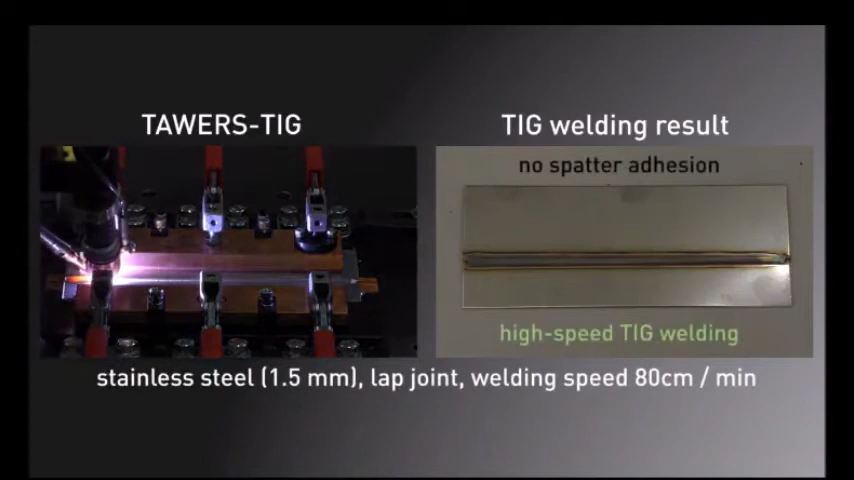 TAWERS-TIG
TIG welding result
no spatter adhesion
high-speed TIG welding
stainless steel (1.5 mm), lap joint, welding speed 80cm / min